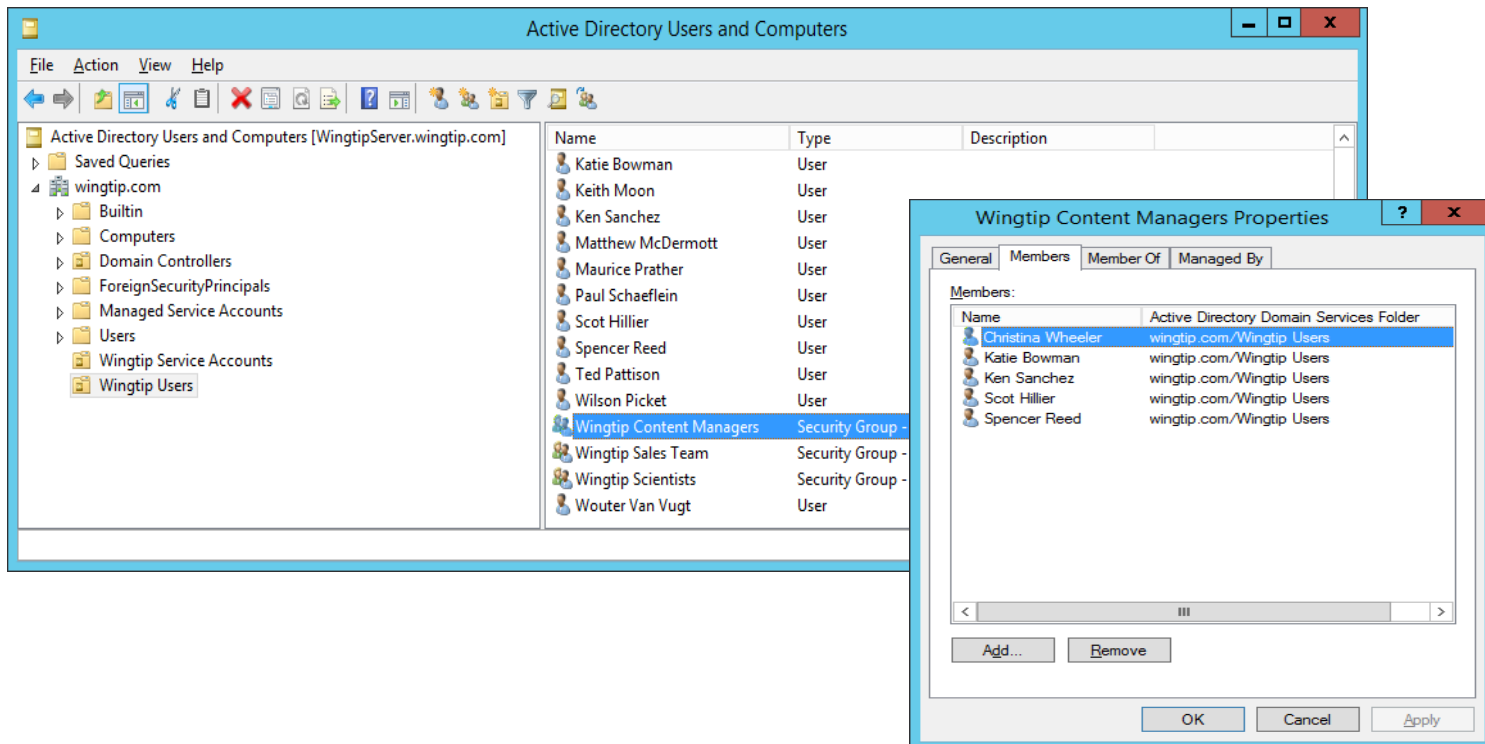 Active Directory Users and Computers
File Action View Help
Active Directory Users and Computers [WingtipServer.wingtip.com]
Saved Queries
wingtip.com
Builtin
Computers
Domain Controllers
ForeignSecurityPrincipals
Managed Service Accounts
Users
Wingtip Service Accounts
Wingtip Users
Name Type Description
Katie Bowman User
Keith Moon User
Ken Sanchez User
Matthew McDermott User
Maurice Prather User
Paul Schaeflein User
Scot Hillier User
Spencer Reed User
Ted Pattison User
Wilson Picket User
Wingtip Content Managers Security Group -
Wingtip Sales Team Security Group -
Wingtip Scientists Security Group -
Wouter Van Vugt User
Wingtip Content Managers Properties ? x
General Members Member Of Managed By
Members:
Name Active Directory Domain Services Folder
Christina Wheeler wingtip.com/Wingtip Users
Katie Bowman wingtip.com/Wingtip Users
Ken Sanchez wingtip.com/Wingtip Users
Scot Hillier wingtip.com/Wingtip Users
Spencer Reed wingtip.com/Wingtip Users
Add... Remove
OK Cancel Apply